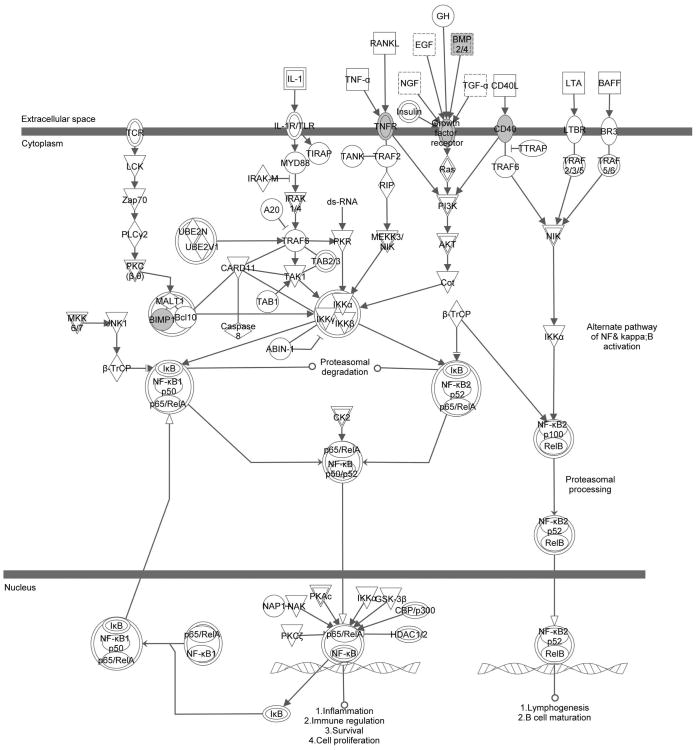 GH
RANKL
EGF
BMP
2/4
IL-1
TNF-α
NGF
TGF-α
CD40L
LTA
BAFF
Insulin
Extracellular space
TCR
IL-1R/TLR
TNFR
Growth
factor
receptor
CD40
LTBR
BR3
Cytoplasm
LCK
MYD88
TIRAP
TANK
TRAF2
Ras
TTRAP
TRAF6
TRAF
2/3/5
TRAF
5/6
IRAK-M
RIP
Zap70
IRAK
1/4
PI3K
A20
ds-RNA
PLCγ2
UBE2N
UBE2V1
TRAF6
PKR
MEKK3/
NIK
AKT
NIK
PKC
(β,θ)
CARD11
TAB2/3
TAK1
Cot
MALT1
BIMP1
Bcl10
TAB1
IKKα
IKKγ
IKKβ
β-TrCP
MKK
6/7
MNK1
Caspase
8
Alternate pathway
of NF& kappa;B
activation
IKKα
ABIN-1
β-TrCP
IκB
NF-κB1
p50
p65/RelA
Proteasomal
degradation
IκB
NF-κB2
p52
p65/RelA
CK2
NF-κB2
p100
RelB
p65/RelA
NF-κB
p50/p52
Proteasomal
processing
NF-κB2
p52
RelB
Nucleus
PKAc
IKKα
GSK-3β
NAP1
NAK
CBP/p300
IκB
NF-κB1
p50
p65/RelA
p65/RelA
NF-κB1
PKCζ
p65/RelA
NF-κB
HDAC1/2
NF-κB2
p52
RelB
IκB
1.Inflammation
2.Immune regulation
3.Survival
4.Cell proliferation
1.Lymphogenesis
2.B cell maturation